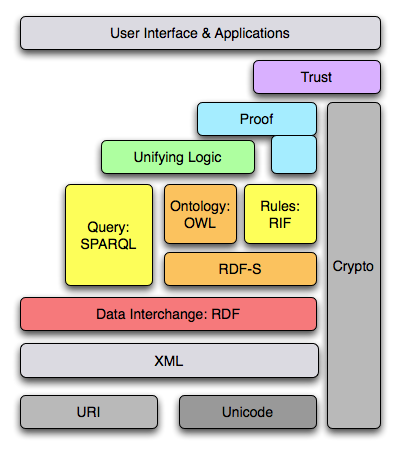 User Interface & Applications
Trust
Proof
Unifying Logic
Query:
SPARQL
Ontology:
OWL
Rules:
RIF
RDF-S
Crypto
Data Interchange: RDF
XML
URI
Unicode